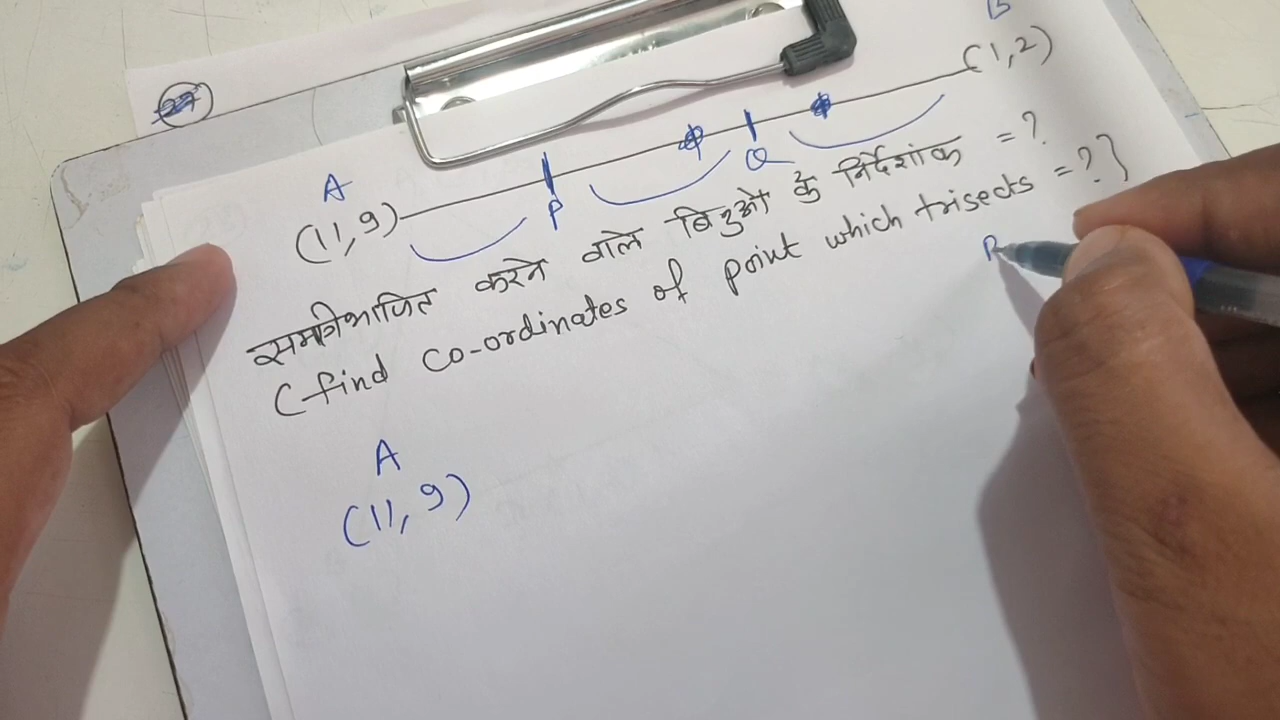 B
(1,2)
A
(11,9)
P
Q
समत्रिभाजित करने वाले बिन्दुओ के निर्देशांक = ?
(find co-ordinates of point which trisects = ?)
A
(11,9)